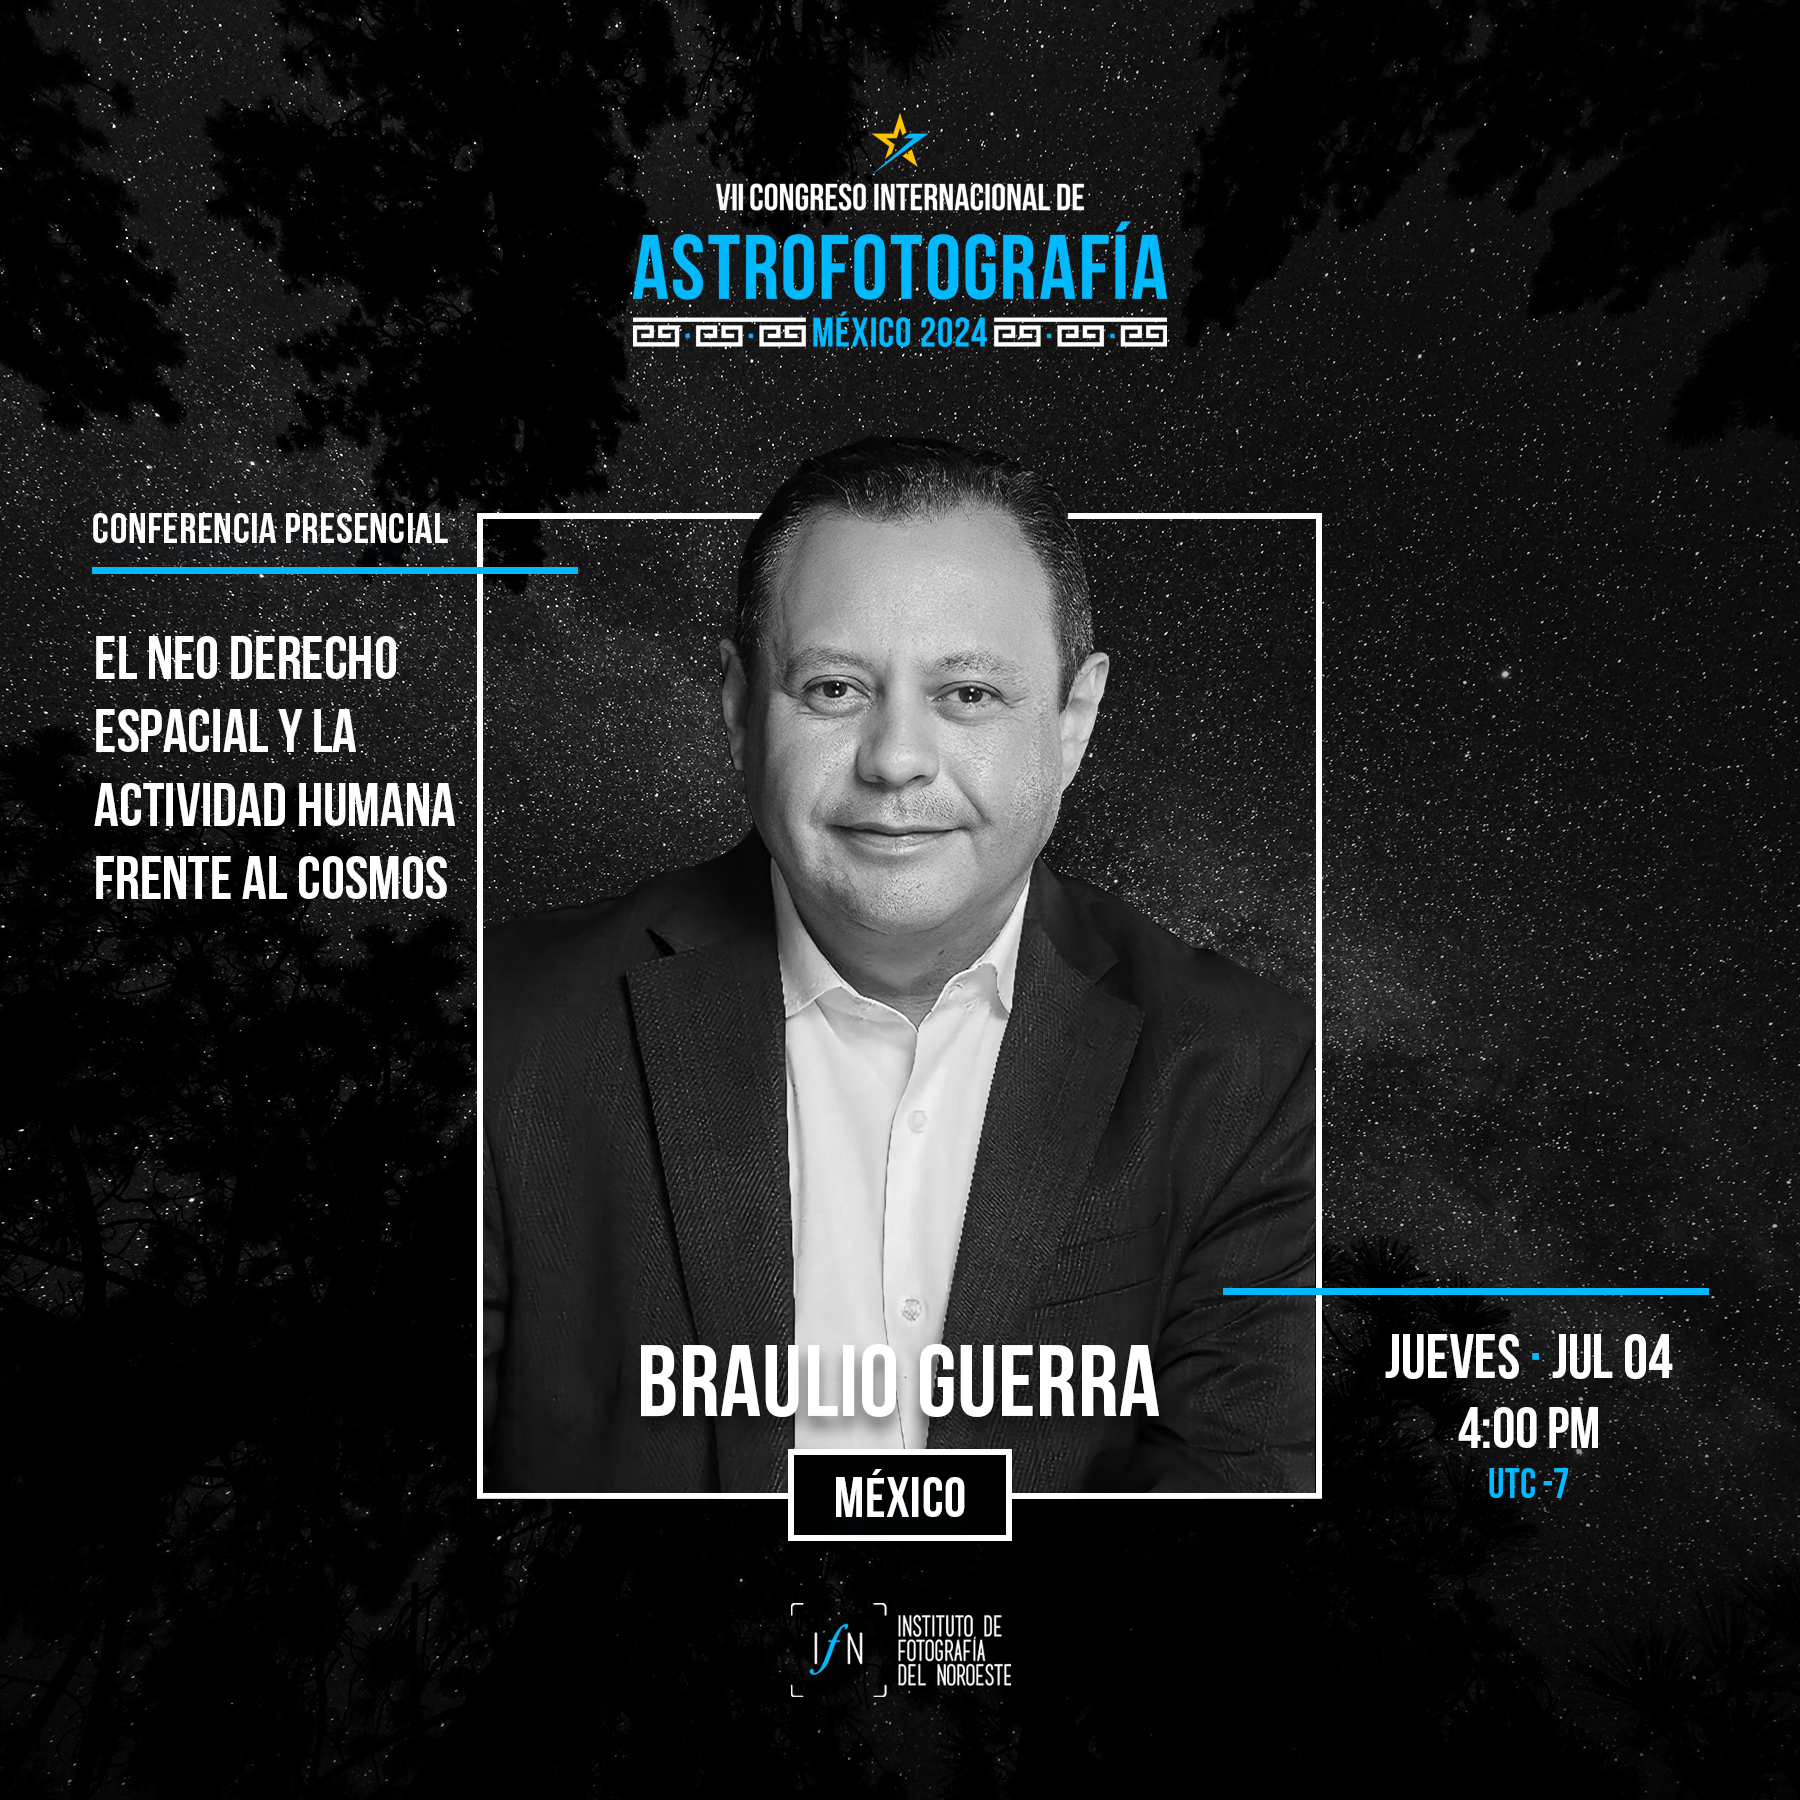 VII CONGRESO INTERNACIONAL DE
ASTROFOTOGRAFÍA
MÉXICO 2024
CONFERENCIA PRESENCIAL
EL NEO DERECHO
ESPACIAL Y LA
ACTIVIDAD HUMANA
FRENTE AL COSMOS
BRAULIO GUERRA
MÉXICO
JUEVES · JUL 04
4:00 PM
UTC -7
IfN
INSTITUTO DE
FOTOGRAFÍA
DEL NOROESTE